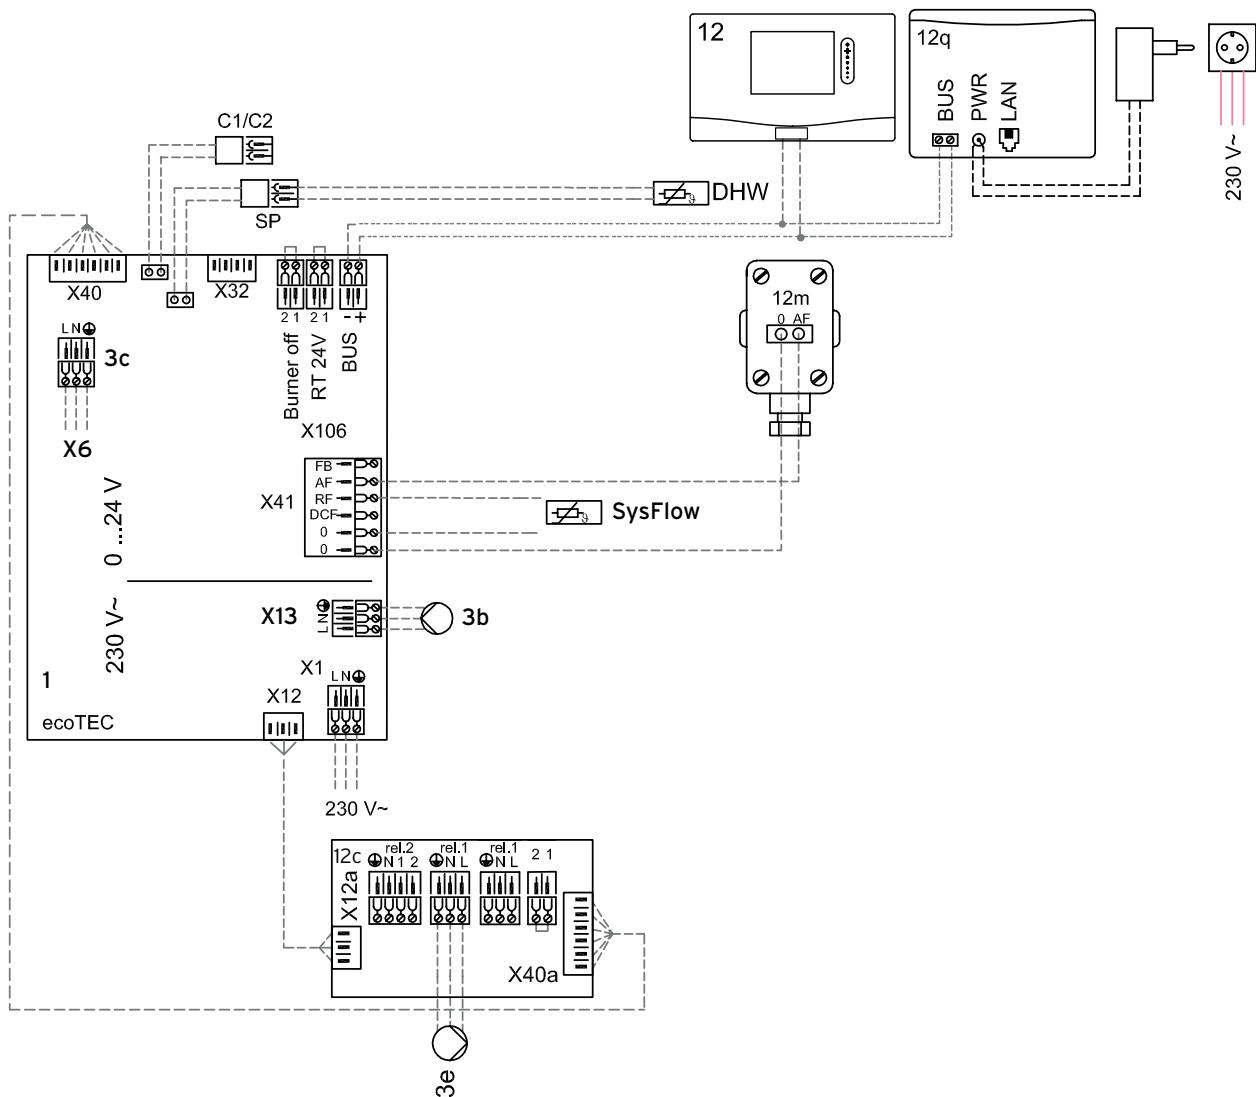 12
12q
BUS
PWR
LAN
230 V~
C1/C2
SP
DHW
X40
X32
2 1
2 1
- +
Burner off
RT 24V
BUS
12m
0 AF
L N
3c
X6
X106
0 ...24 V
X41
FB
AF
RF
DCF
0
0
SysFlow
230 V~
X13
L N
3b
X1
L N
1
X12
ecoTEC
230 V~
12c
rel.2
rel.1
rel.1
N 1 2
N L
N L
2 1
X12a
X40a
3e